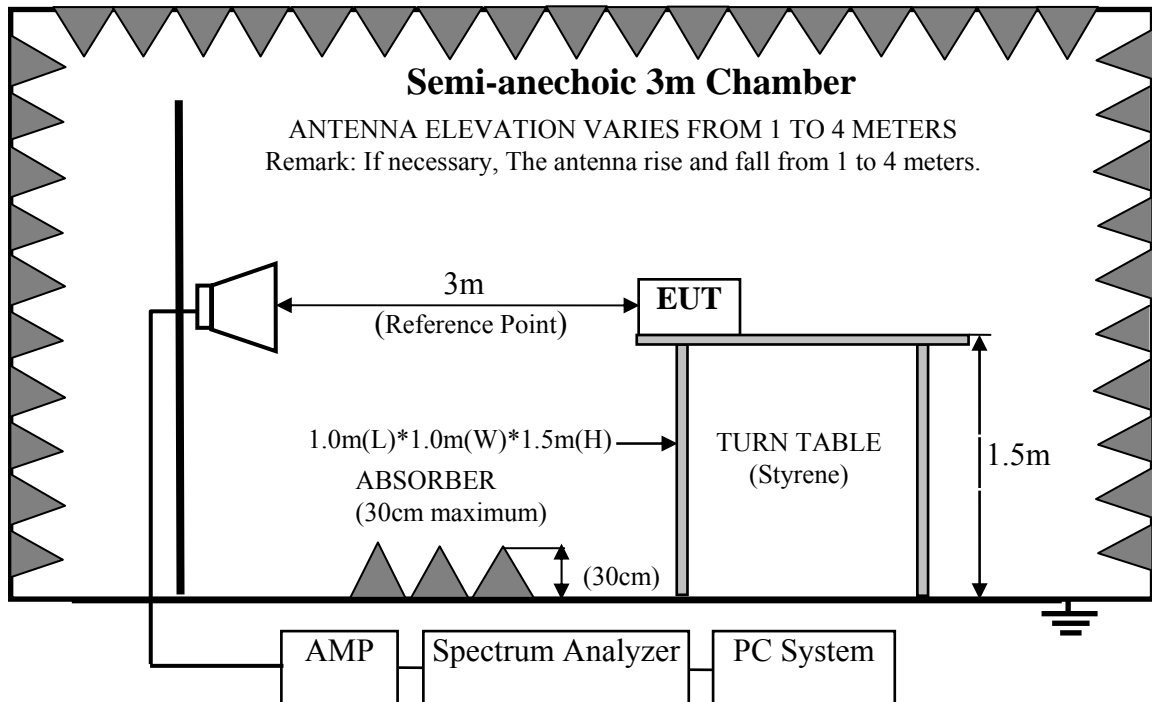 Semi-anechoic 3m Chamber
ANTENNA ELEVATION VARIES FROM 1 TO 4 METERS
Remark: If necessary, The antenna rise and fall from 1 to 4 meters.
3m
(Reference Point)
EUT
1.0m(L)*1.0m(W)*1.5m(H)
ABSORBER
(30cm maximum)
(30cm)
TURN TABLE
(Styrene)
1.5m
AMP
Spectrum Analyzer
PC System